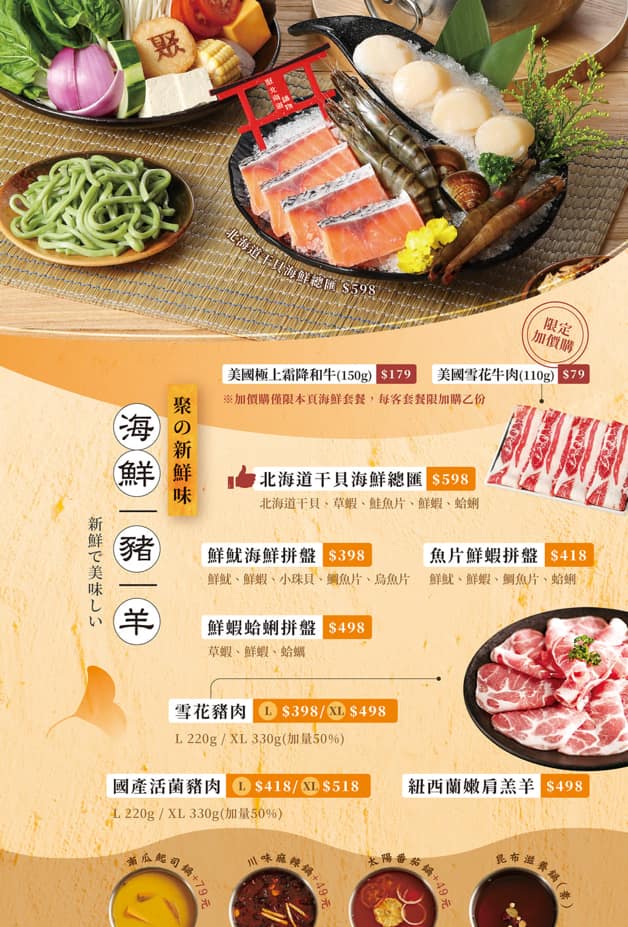 聚
聚北海道鍋物
北海道干貝海鮮總匯 $598
限定
加價購
美國極上霜降和牛(150g) $179
美國雪花牛肉(110g) $79
※加價購僅限本頁海鮮套餐，每客套餐限加購乙份
聚の新鮮味
海鮮｜豬｜羊
新鮮で美味しい
北海道干貝海鮮總匯 $598
北海道干貝、草蝦、鮭魚片、鮮蝦、蛤蜊
鮮魷海鮮拼盤 $398
鮮魷、鮮蝦、小珠貝、鯛魚片、烏魚片
魚片鮮蝦拼盤 $418
鮮魷、鮮蝦、鯛魚片、蛤蜊
鮮蝦蛤蜊拼盤 $498
草蝦、鮮蝦、蛤蠣
雪花豬肉 L $398/XL $498
L 220g / XL 330g(加量50%)
國產活菌豬肉 L $418/XL $518
L 220g / XL 330g(加量50%)
紐西蘭嫩肩羔羊 $498
南瓜起司鍋+79元
川味麻辣鍋+49元
太陽番茄鍋+49元
昆布滋養鍋(素)